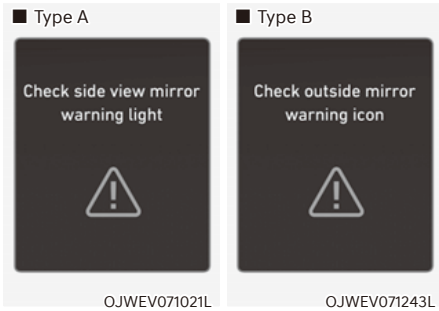 ■ Type A
Check side view mirror
warning light
OJWEV071021L
■ Type B
Check outside mirror
warning icon
OJWEV071243L